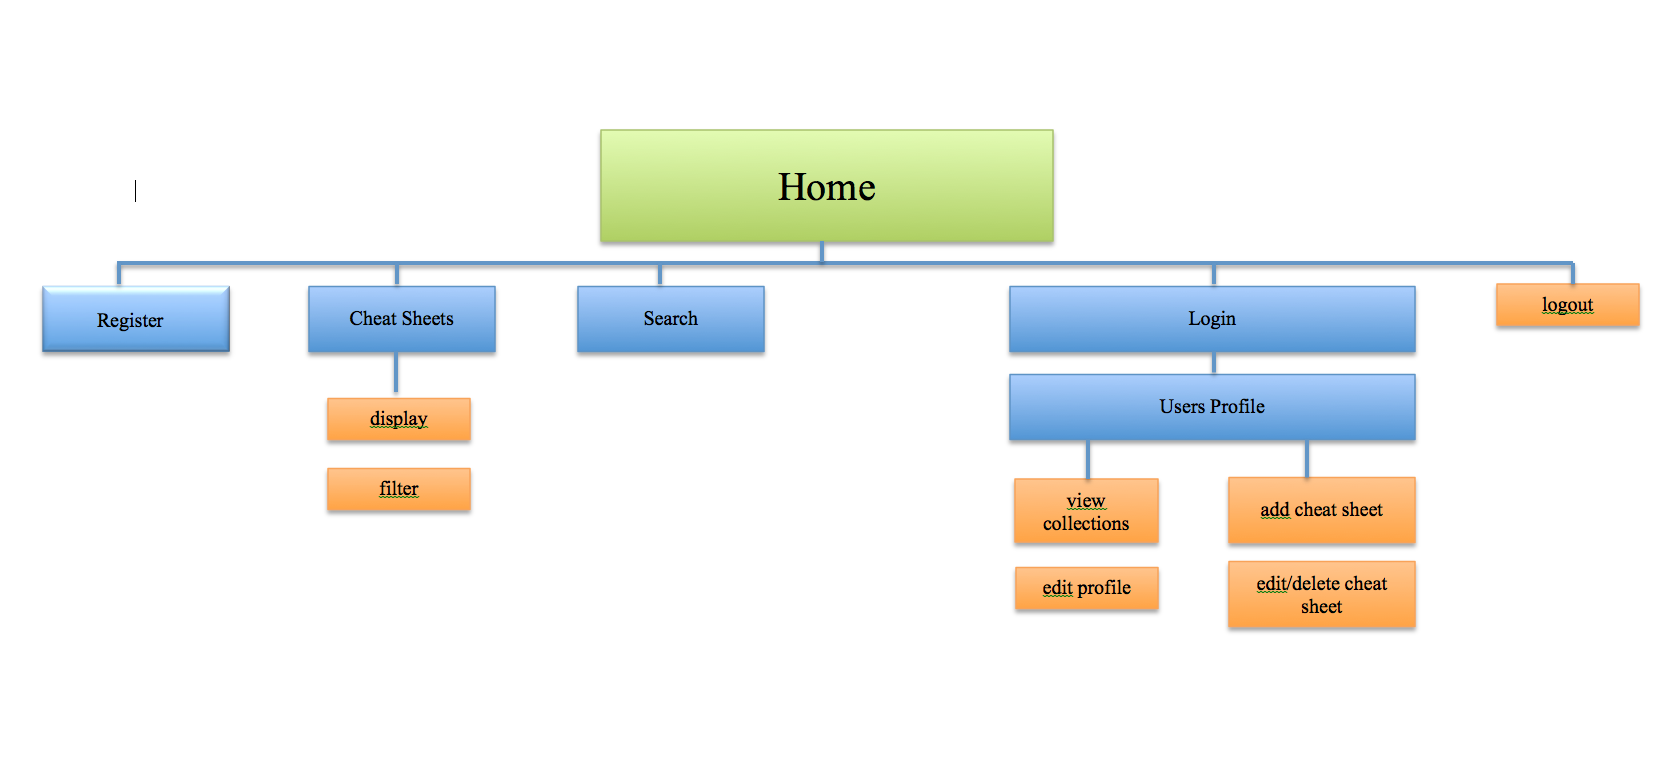 Home
Register
Cheat Sheets
Search
Login
logout
display
filter
Users Profile
view
collections
edit profile
add cheat sheet
edit/delete cheat
sheet